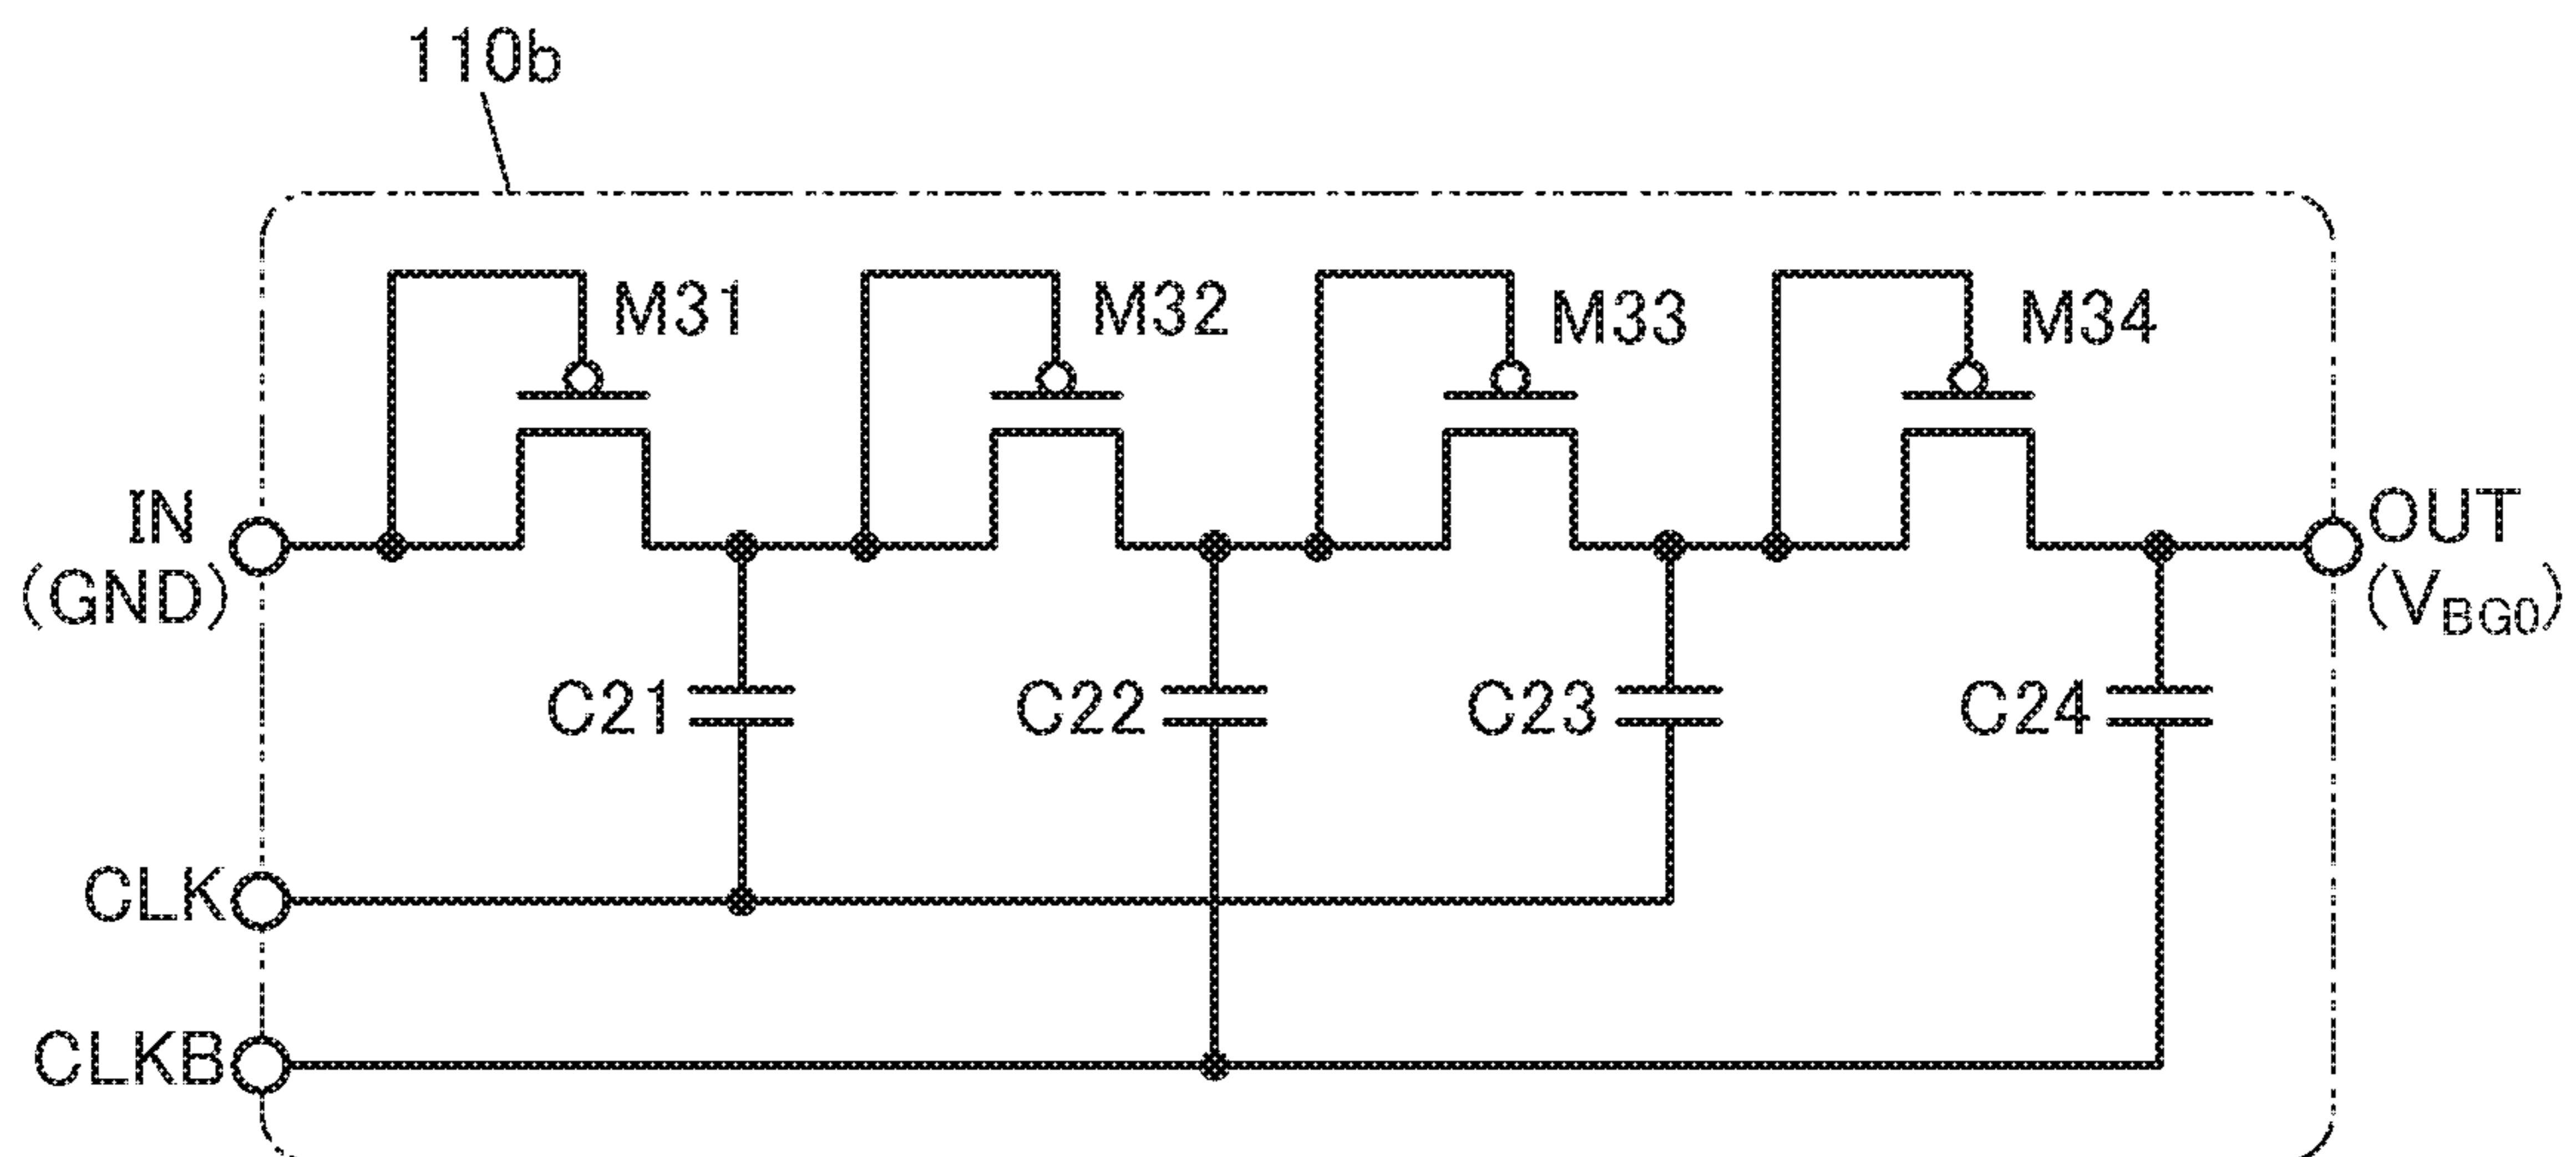 110b
M31
M32
M33
M34
IN
(GND)
OUT
(VBG0)
C21
C22
C23
C24
CLK
CLKB